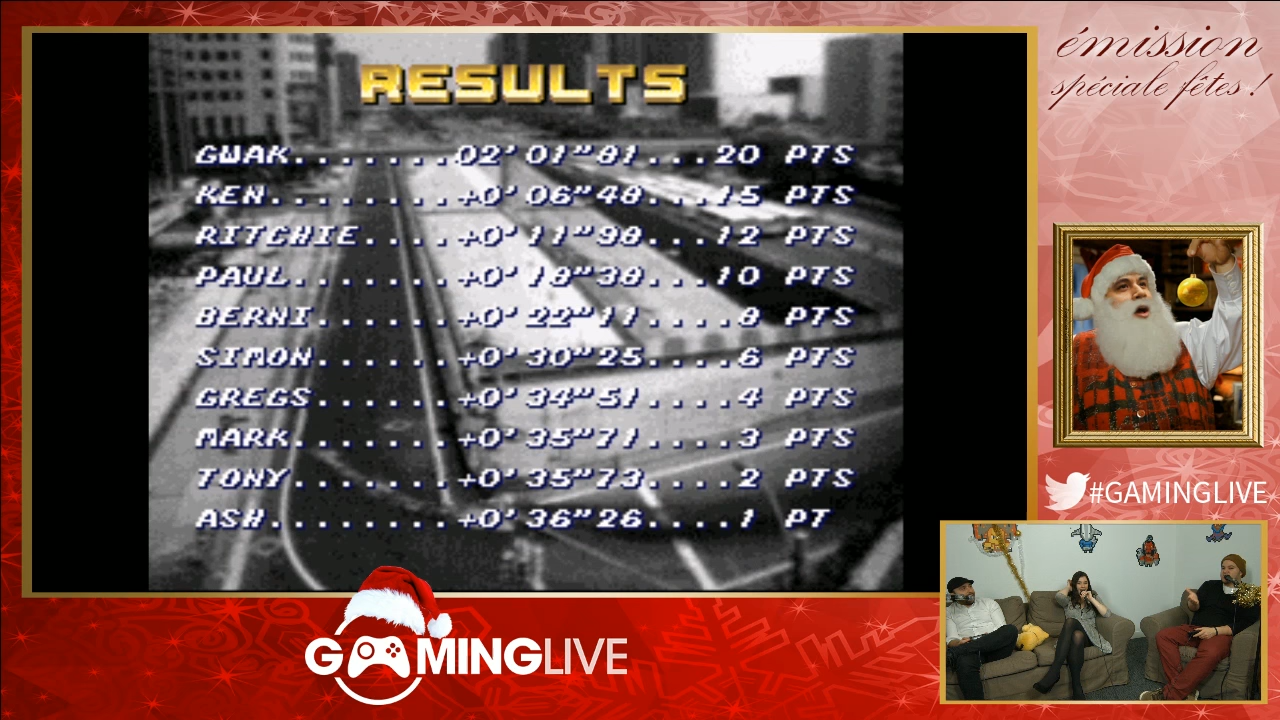 RESULTS
GWAK.......02'01"81...20 PTS
KEN........+0'06"48...15 PTS
RITCHIE....+0'11"98...12 PTS
PAUL.......+0'18"38...10 PTS
BERNI......+0'22"11....8 PTS
SIMON......+0'30"25....6 PTS
GREGS......+0'34"51....4 PTS
MARK.......+0'35"71....3 PTS
TONY.......+0'35"73....2 PTS
ASH........+0'36"26....1 PT
émission
spéciale fêtes !
#GAMINGLIVE
GAMINGLIVE